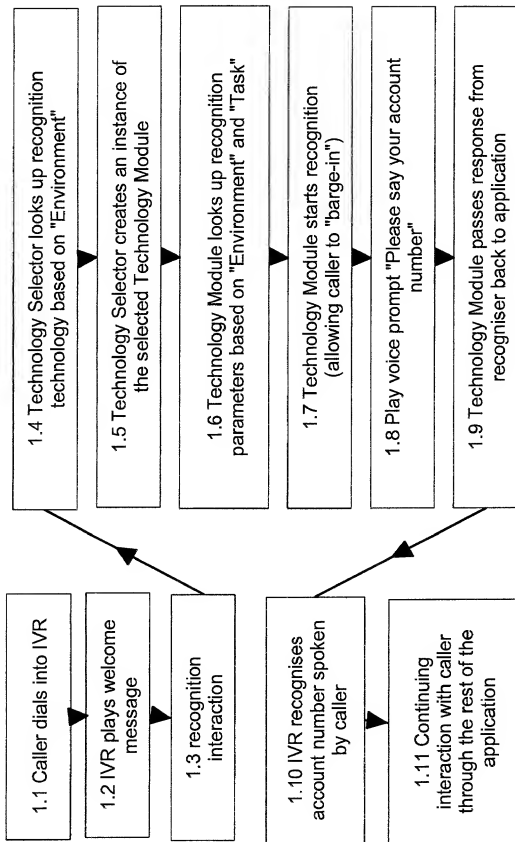 1.1 Caller dials into IVR
1.2 IVR plays welcome
message
1.3 recognition
interaction
1.4 Technology Selector looks up recognition
technology based on "Environment"
1.5 Technology Selector creates an instance of
the selected Technology Module
1.6 Technology Module looks up recognition
parameters based on "Environment" and "Task"
1.7 Technology Module starts recognition
(allowing caller to "barge-in")
1.8 Play voice prompt "Please say your account
number"
1.9 Technology Module passes response from
recogniser back to application
1.10 IVR recognises
account number spoken
by caller
1.11 Continuing
interaction with caller
through the rest of the
application